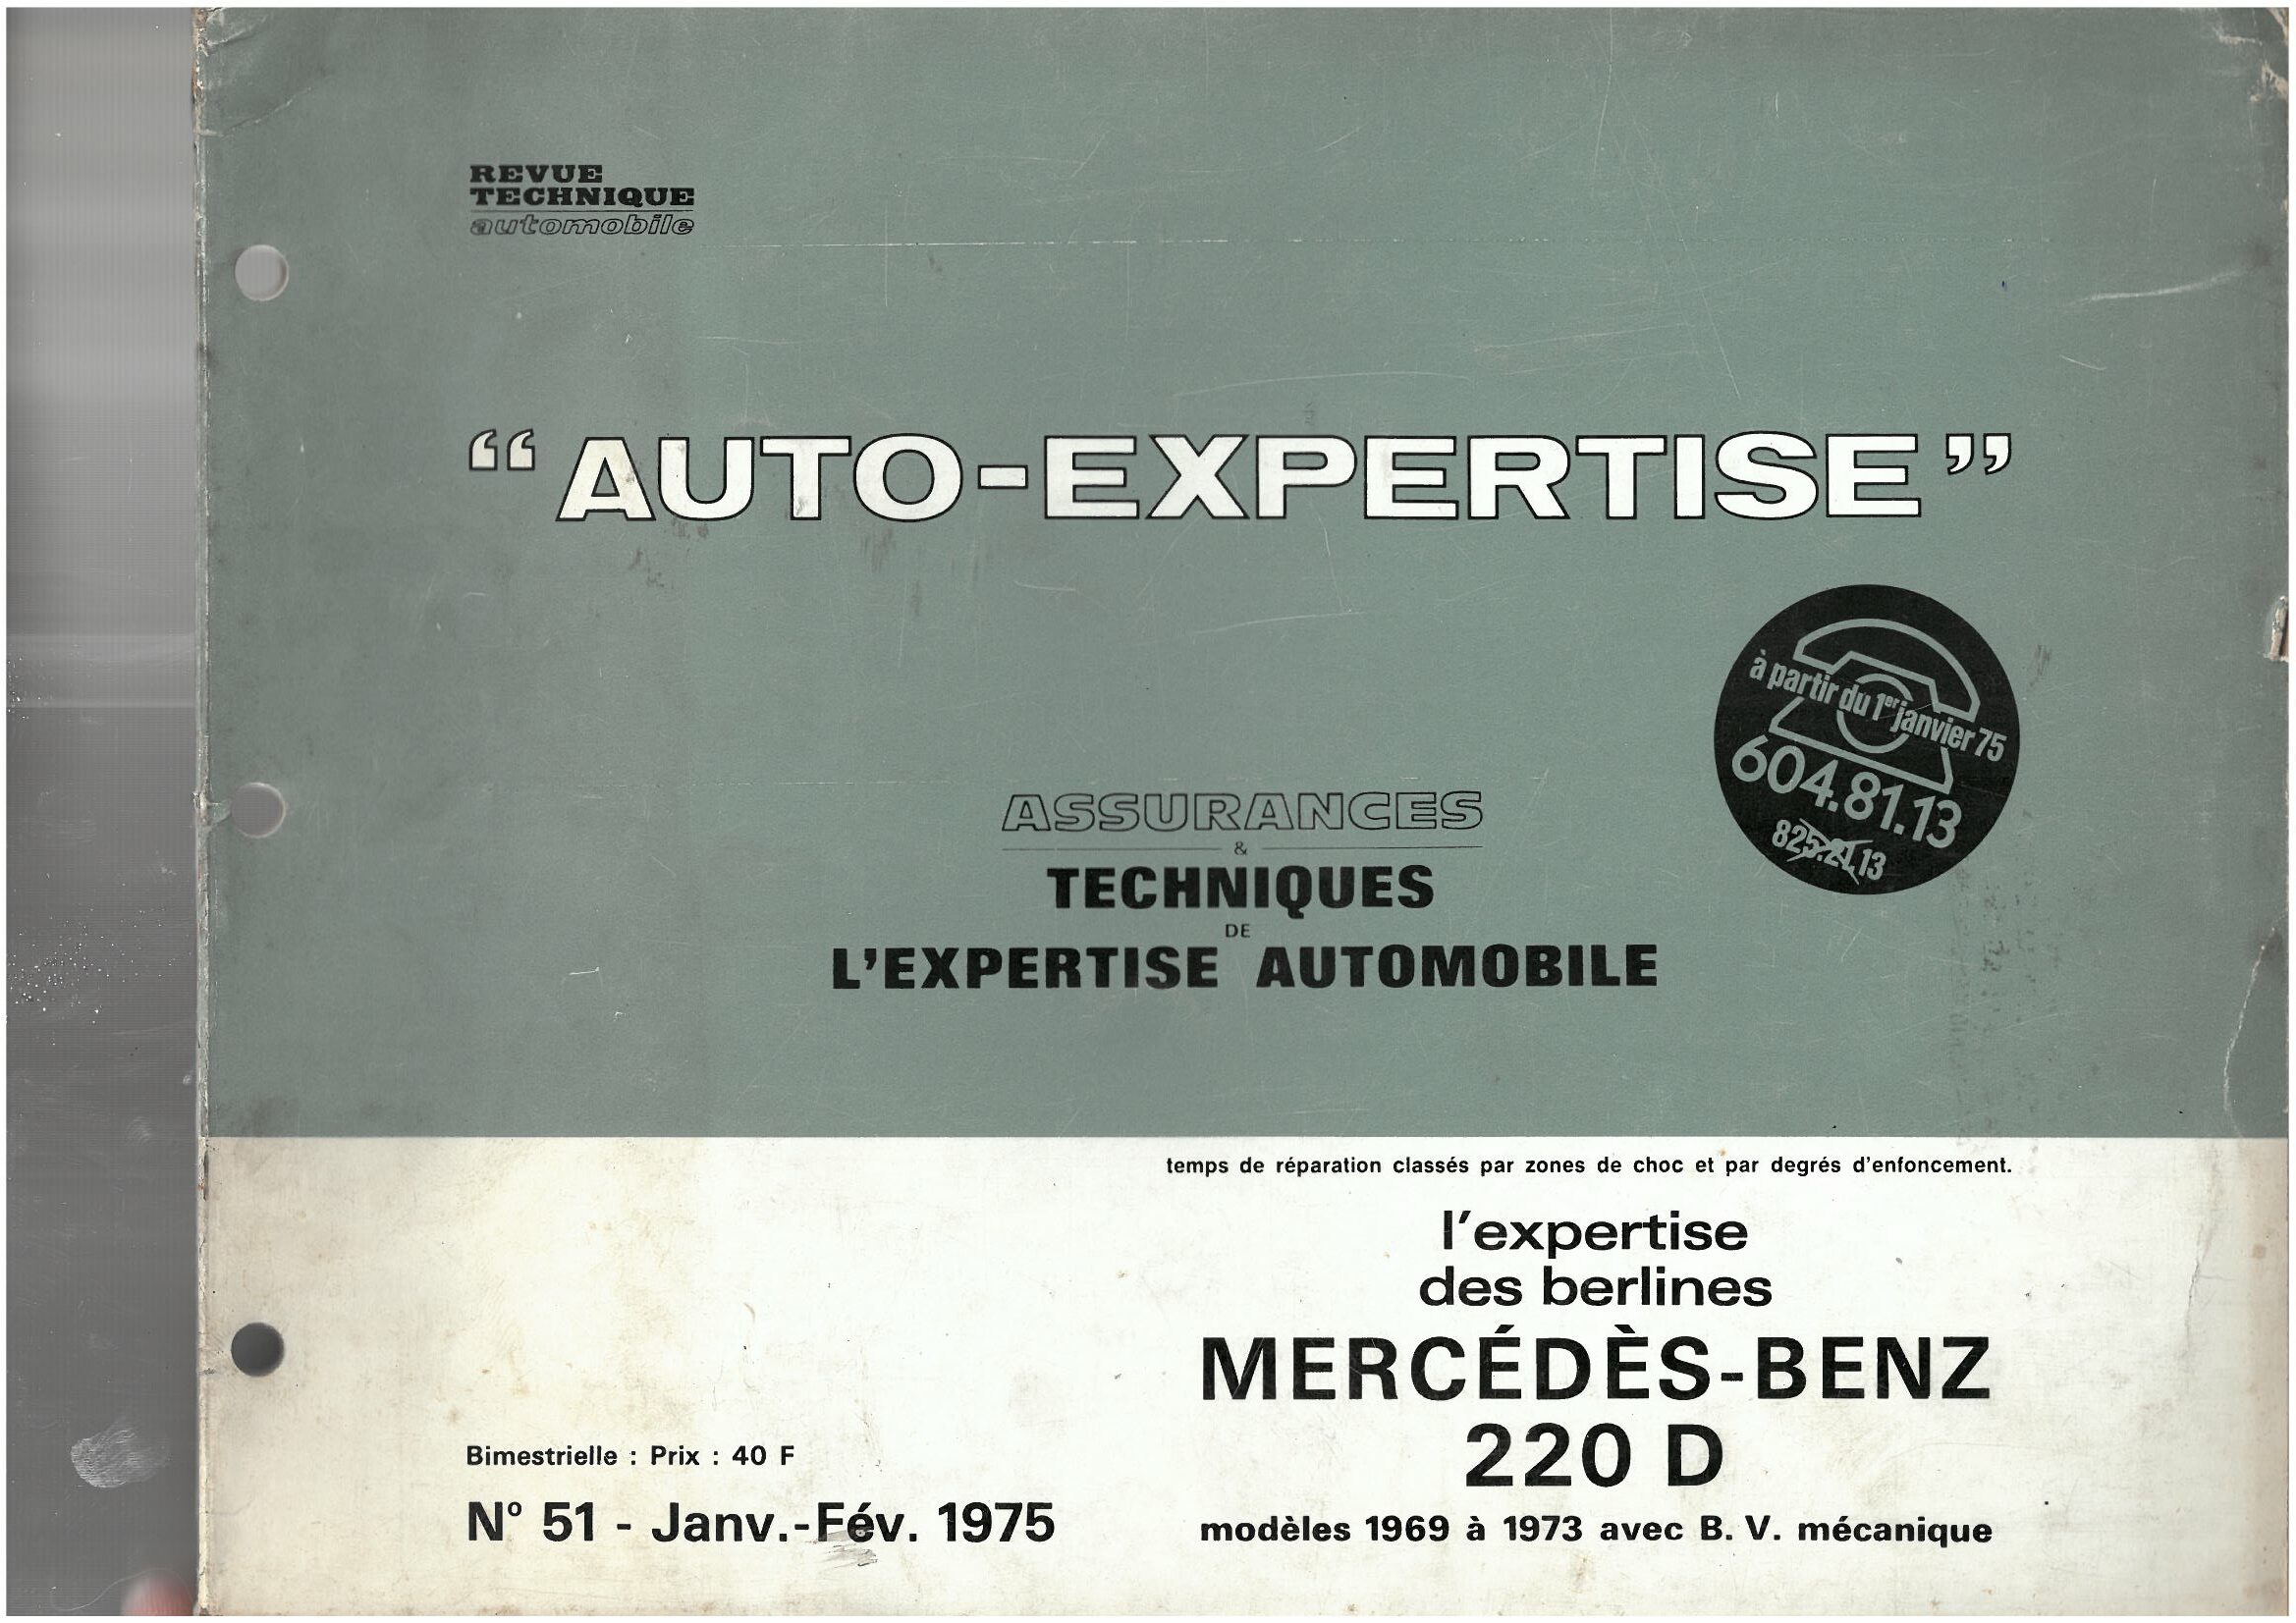 REVUE
TECHNIQUE
automobile
“AUTO-EXPERTISE”
à partir du 1er janvier 75
604.81.13
825.21.13
ASSURANCES
&
TECHNIQUES
DE
L'EXPERTISE AUTOMOBILE
temps de réparation classés par zones de choc et par degrés d'enfoncement.
l'expertise
des berlines
MERCÉDÈS-BENZ
220 D
modèles 1969 à 1973 avec B. V. mécanique
Bimestrielle : Prix : 40 F
N° 51 - Janv.-Fév. 1975